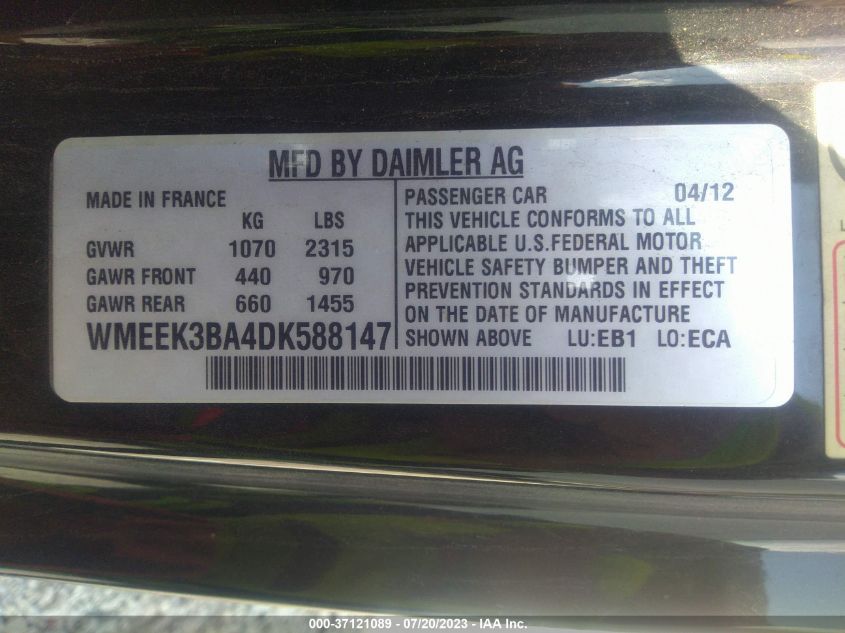 MFD BY DAIMLER AG
MADE IN FRANCE
KG LBS
GVWR 1070 2315
GAWR FRONT 440 970
GAWR REAR 660 1455
WMEEK3BA4DK588147
PASSENGER CAR 04/12
THIS VEHICLE CONFORMS TO ALL
APPLICABLE U.S.FEDERAL MOTOR
VEHICLE SAFETY BUMPER AND THEFT
PREVENTION STANDARDS IN EFFECT
ON THE DATE OF MANUFACTURE
SHOWN ABOVE LU:EB1 LO:ECA
000-37121089 - 07/20/2023 - IAA Inc.